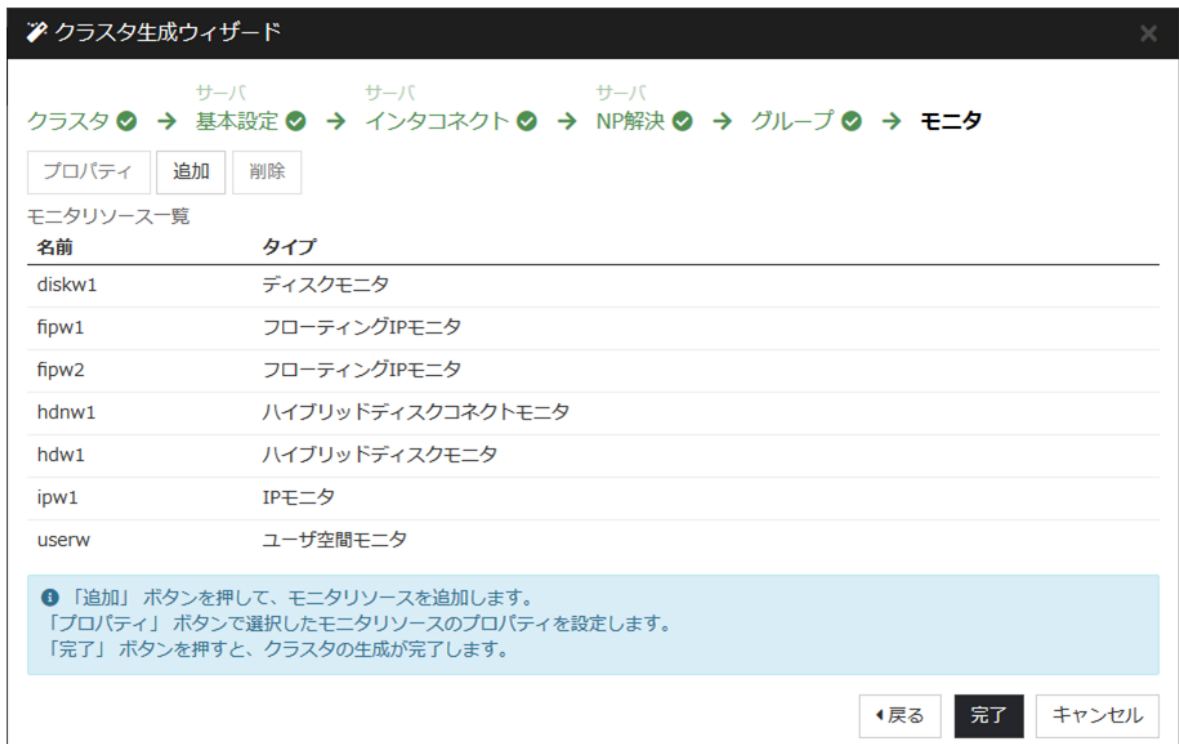 クラスタ生成ウィザード
サーバ サーバ サーバ
クラスタ → 基本設定 → インタコネクト → NP解決 → グループ → モニタ
プロパティ 追加 削除
モニタリソース一覧
名前 タイプ
diskw1 ディスクモニタ
fipw1 フローティングIPモニタ
fipw2 フローティングIPモニタ
hdnw1 ハイブリッドディスクコネクトモニタ
hdw1 ハイブリッドディスクモニタ
ipw1 IPモニタ
userw ユーザ空間モニタ
「追加」 ボタンを押して、モニタリソースを追加します。
「プロパティ」 ボタンで選択したモニタリソースのプロパティを設定します。
「完了」 ボタンを押すと、クラスタの生成が完了します。
戻る 完了 キャンセル